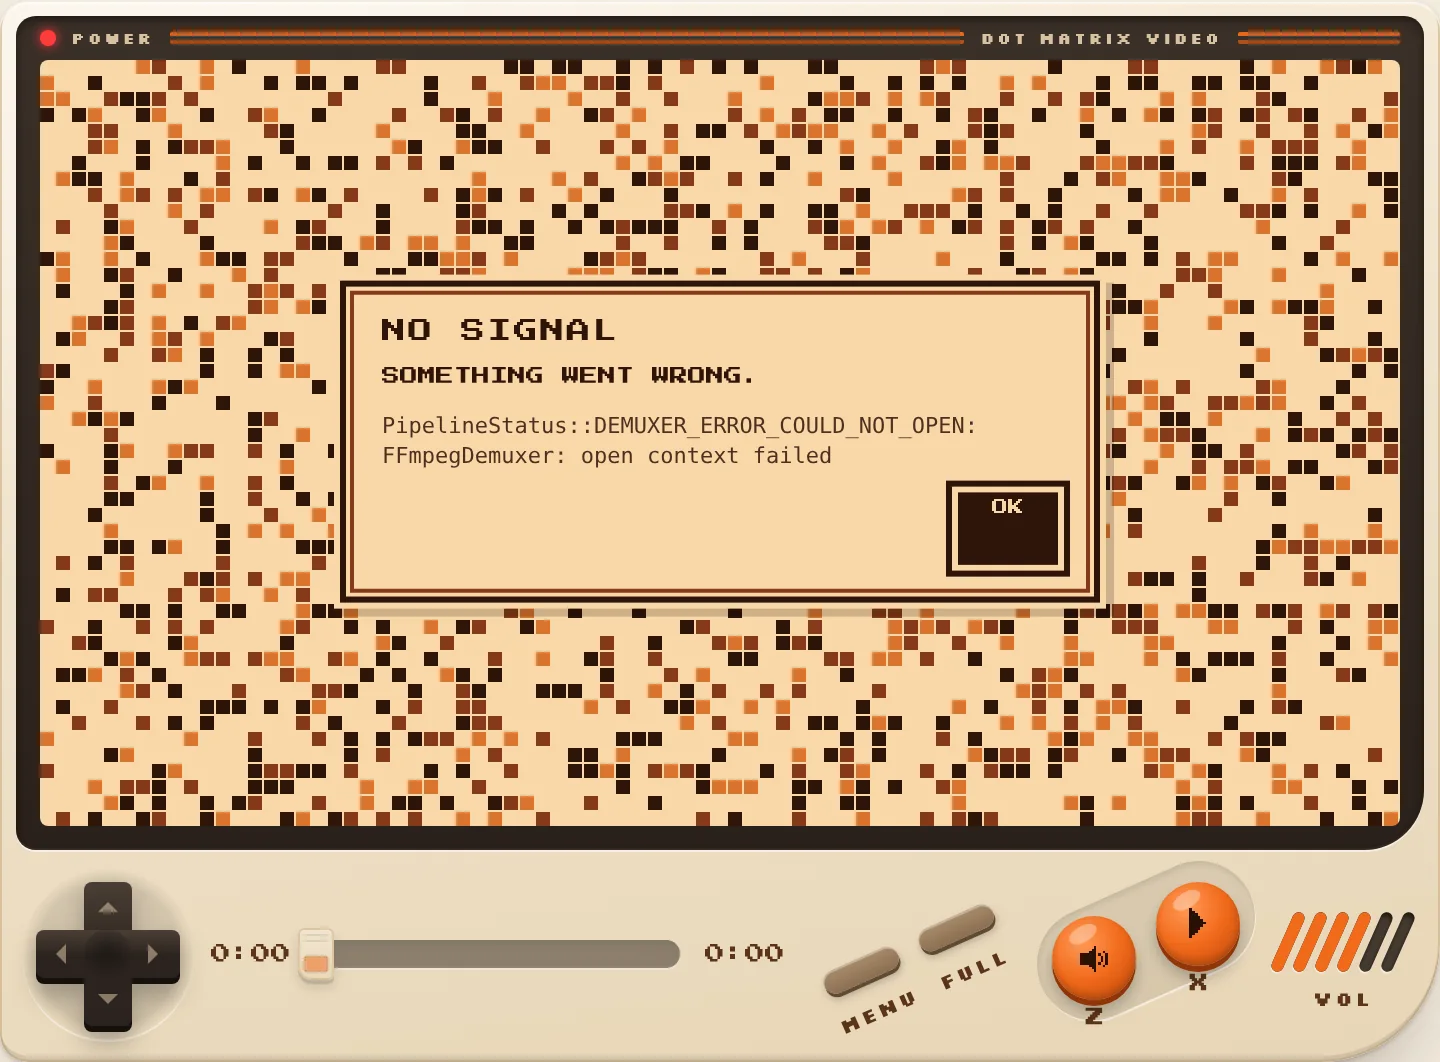 POWER
DOT MATRIX VIDEO
NO SIGNAL
SOMETHING WENT WRONG.
PipelineStatus::DEMUXER_ERROR_COULD_NOT_OPEN:
FFmpegDemuxer: open context failed
OK
0:00
0:00
MENU
FULL
Z
X
VOL